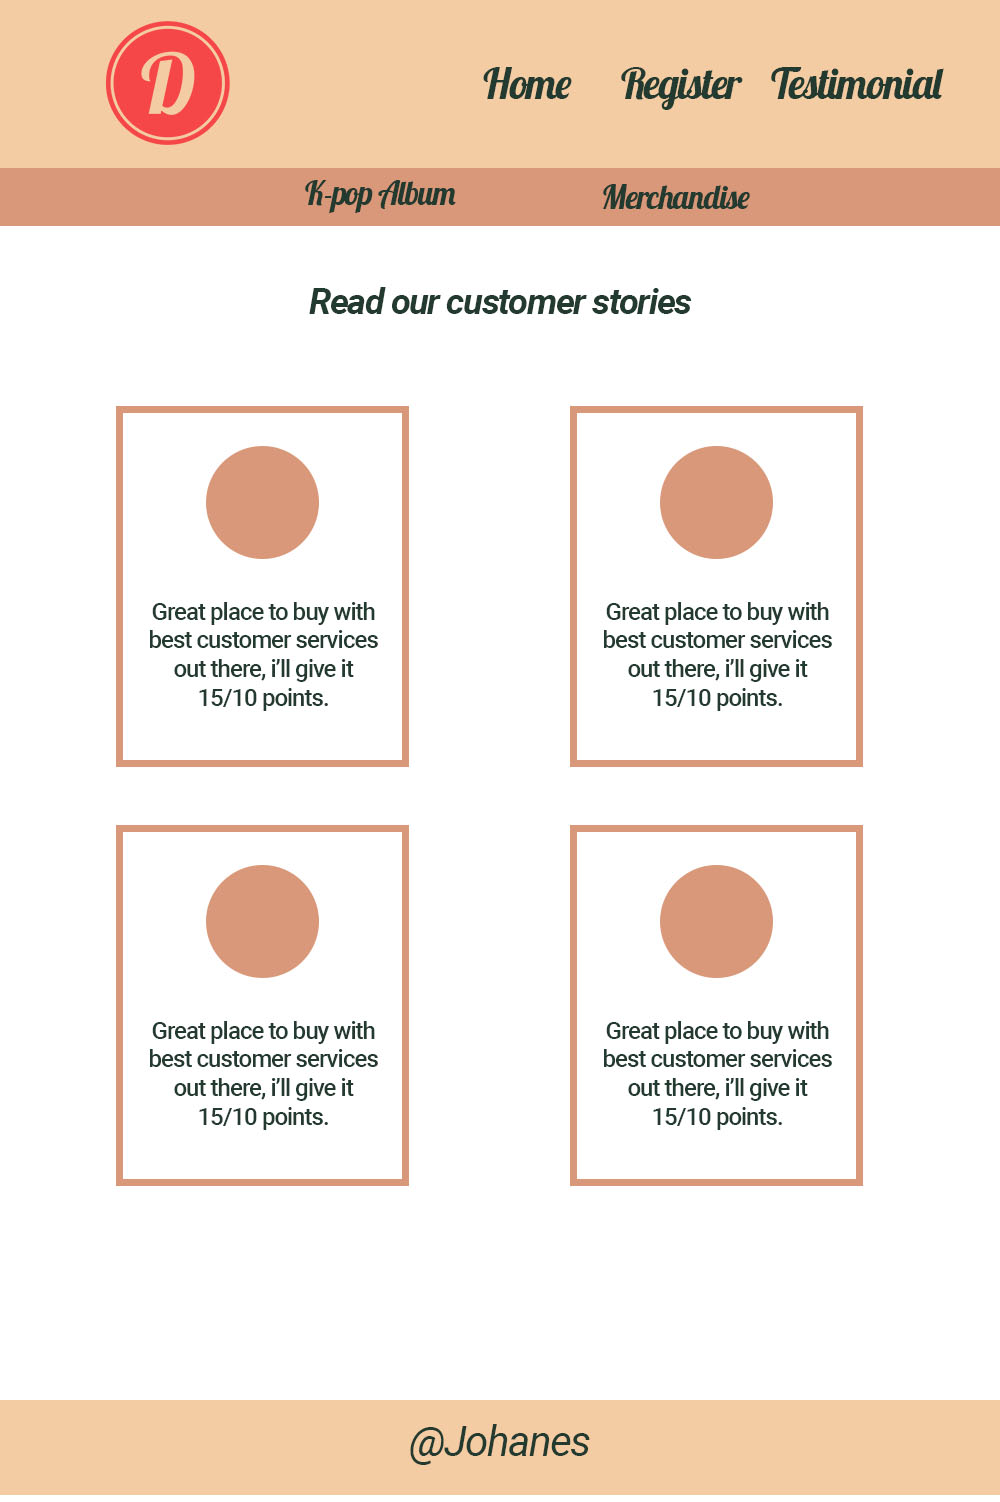 D
Home Register Testimonial
K-pop Album Merchandise
Read our customer stories
Great place to buy with
best customer services
out there, i’ll give it
15/10 points.
Great place to buy with
best customer services
out there, i’ll give it
15/10 points.
Great place to buy with
best customer services
out there, i’ll give it
15/10 points.
Great place to buy with
best customer services
out there, i’ll give it
15/10 points.
@Johanes